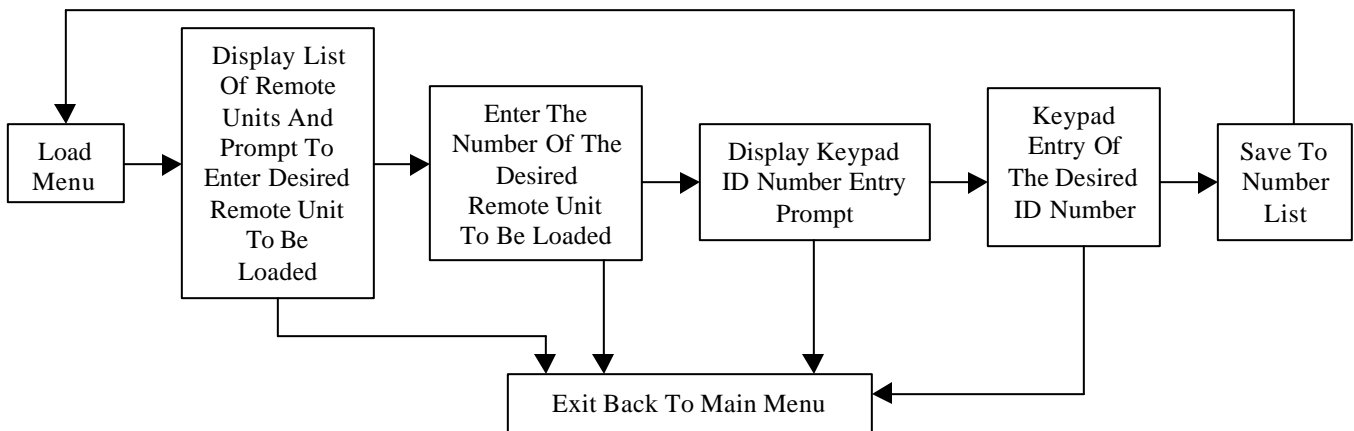 Load
Menu
Display List
Of Remote
Units And
Prompt To
Enter Desired
Remote Unit
To Be
Loaded
Enter The
Number Of The
Desired
Remote Unit
To Be Loaded
Display Keypad
ID Number Entry
Prompt
Keypad
Entry Of
The Desired
ID Number
Save To
Number
List
Exit Back To Main Menu